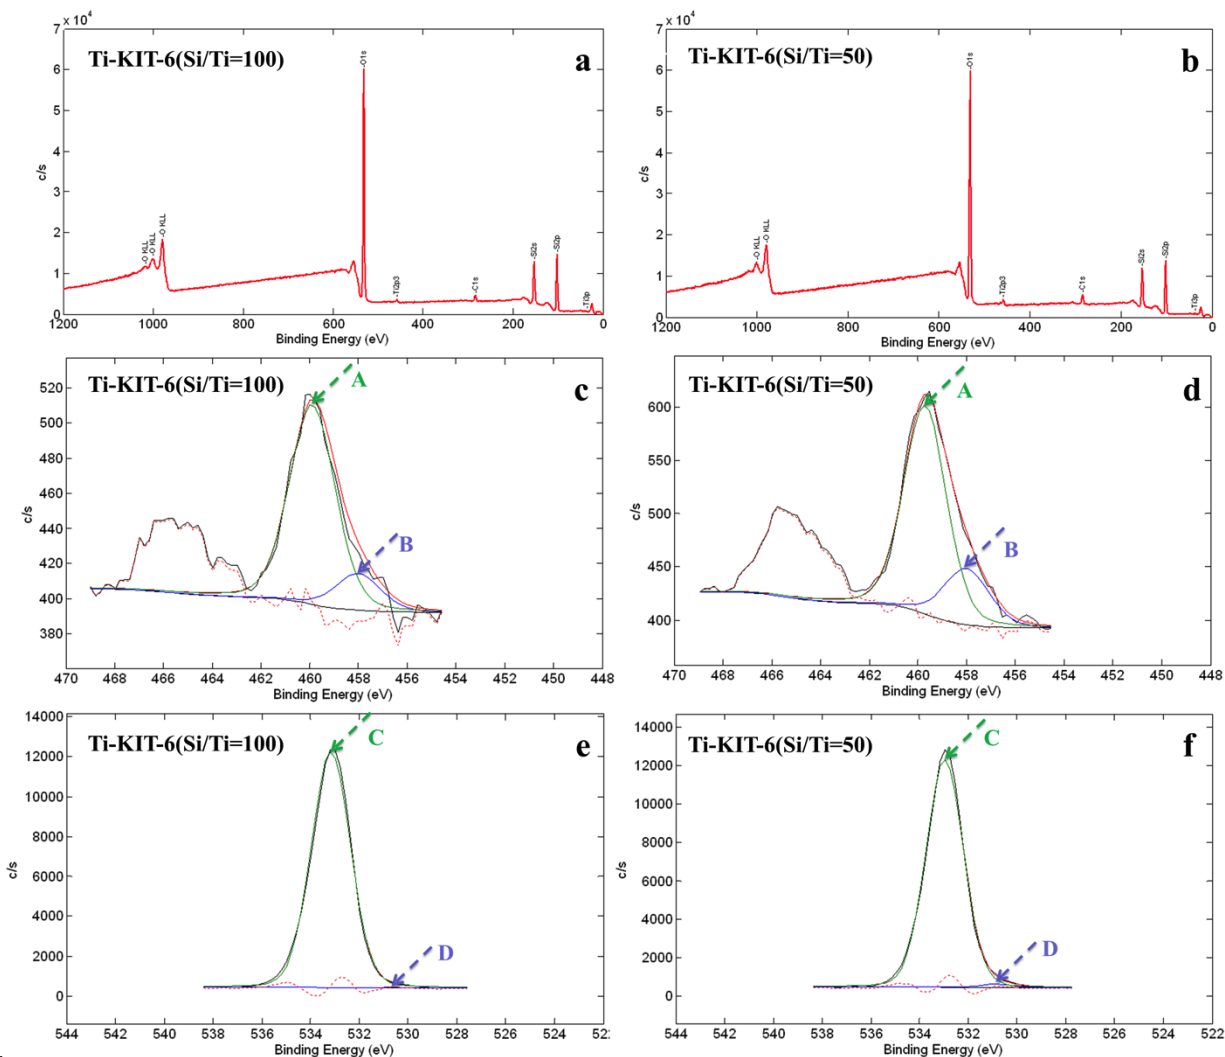 7 x 10⁴
Ti-KIT-6(Si/Ti=100)
a
6
5
4
3
2
1
0
c/s
-O KLL
-O KLL
-O KLL
-O1s
-Ti2p3
-C1s
-Si2s
-Si2p
-Ti3p
1200 1000 800 600 400 200 0
Binding Energy (eV)
7 x 10⁴
Ti-KIT-6(Si/Ti=50)
b
6
5
4
3
2
1
0
c/s
-O KLL
-O KLL
-O1s
-Ti2p3
-C1s
-Si2s
-Si2p
-Ti3p
1200 1000 800 600 400 200 0
Binding Energy (eV)
Ti-KIT-6(Si/Ti=100)
c
A
B
520
500
480
460
440
420
400
380
c/s
470 468 466 464 462 460 458 456 454 452 450 448
Binding Energy (eV)
Ti-KIT-6(Si/Ti=50)
d
A
B
600
550
500
450
400
c/s
470 468 466 464 462 460 458 456 454 452 450 448
Binding Energy (eV)
14000
Ti-KIT-6(Si/Ti=100)
e
C
D
12000
10000
8000
6000
4000
2000
0
c/s
544 542 540 538 536 534 532 530 528 526 524 52
Binding Energy (eV)
Ti-KIT-6(Si/Ti=50)
f
C
D
14000
12000
10000
8000
6000
4000
2000
0
c/s
544 542 540 538 536 534 532 530 528 526 524 522
Binding Energy (eV)